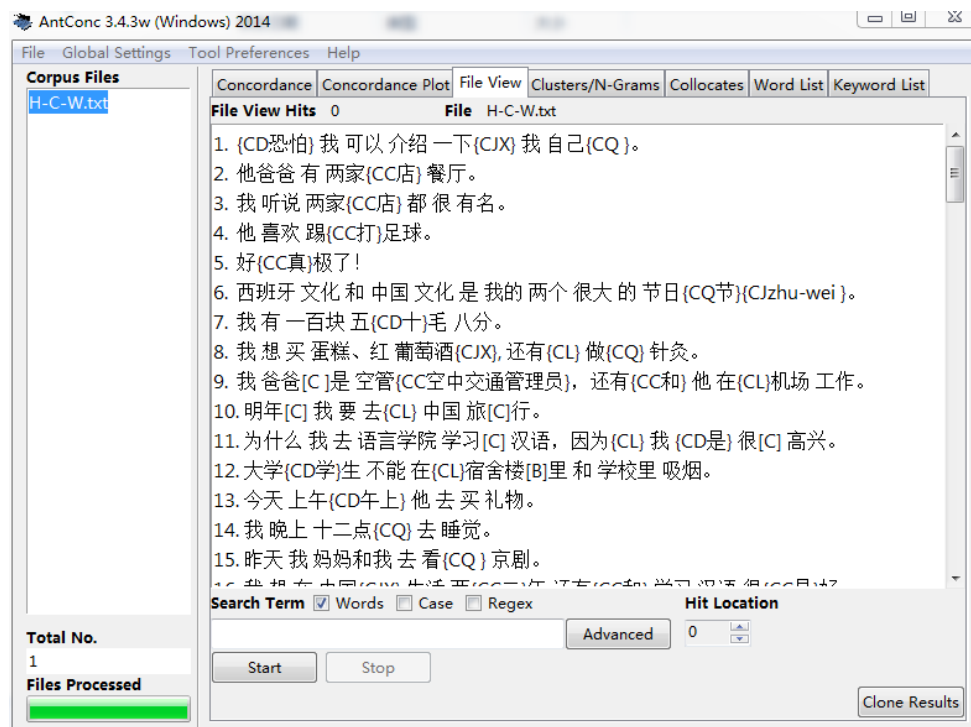 AntConc 3.4.3w (Windows) 2014
File Global Settings Tool Preferences Help
Corpus Files
H-C-W.txt
Concordance Concordance Plot File View Clusters/N-Grams Collocates Word List Keyword List
File View Hits 0 File H-C-W.txt
1. {CD恐怕} 我 可以 介绍 一下{CJX} 我 自己{CQ }。
2. 他爸爸 有 两家{CC店} 餐厅。
3. 我 听说 两家{CC店} 都 很 有名。
4. 他 喜欢 踢{CC打}足球。
5. 好{CC真}极了！
6. 西班牙 文化 和 中国 文化 是 我的 两个 很大 的 节日{CQ节}{CJzhu-wei }。
7. 我 有 一百块 五{CD十}毛 八分。
8. 我 想 买 蛋糕、红 葡萄酒{CJX}, 还有{CL} 做{CQ} 针灸。
9. 我 爸爸[C ]是 空管{CC空中交通管理员}，还有{CC和} 他 在{CL}机场 工作。
10. 明年[C] 我 要 去{CL} 中国 旅[C]行。
11. 为什么 我 去 语言学院 学习[C] 汉语，因为{CL} 我 {CD是} 很[C] 高兴。
12. 大学{CD学}生 不能 在{CL}宿舍楼[B]里 和 学校里 吸烟。
13. 今天 上午{CD午上} 他 去 买 礼物。
14. 我 晚上 十二点{CQ} 去 睡觉。
15. 昨天 我 妈妈和我 去 看{CQ } 京剧。
Search Term Words Case Regex Hit Location
Advanced 0
Total No.
1
Start Stop
Files Processed
Clone Results